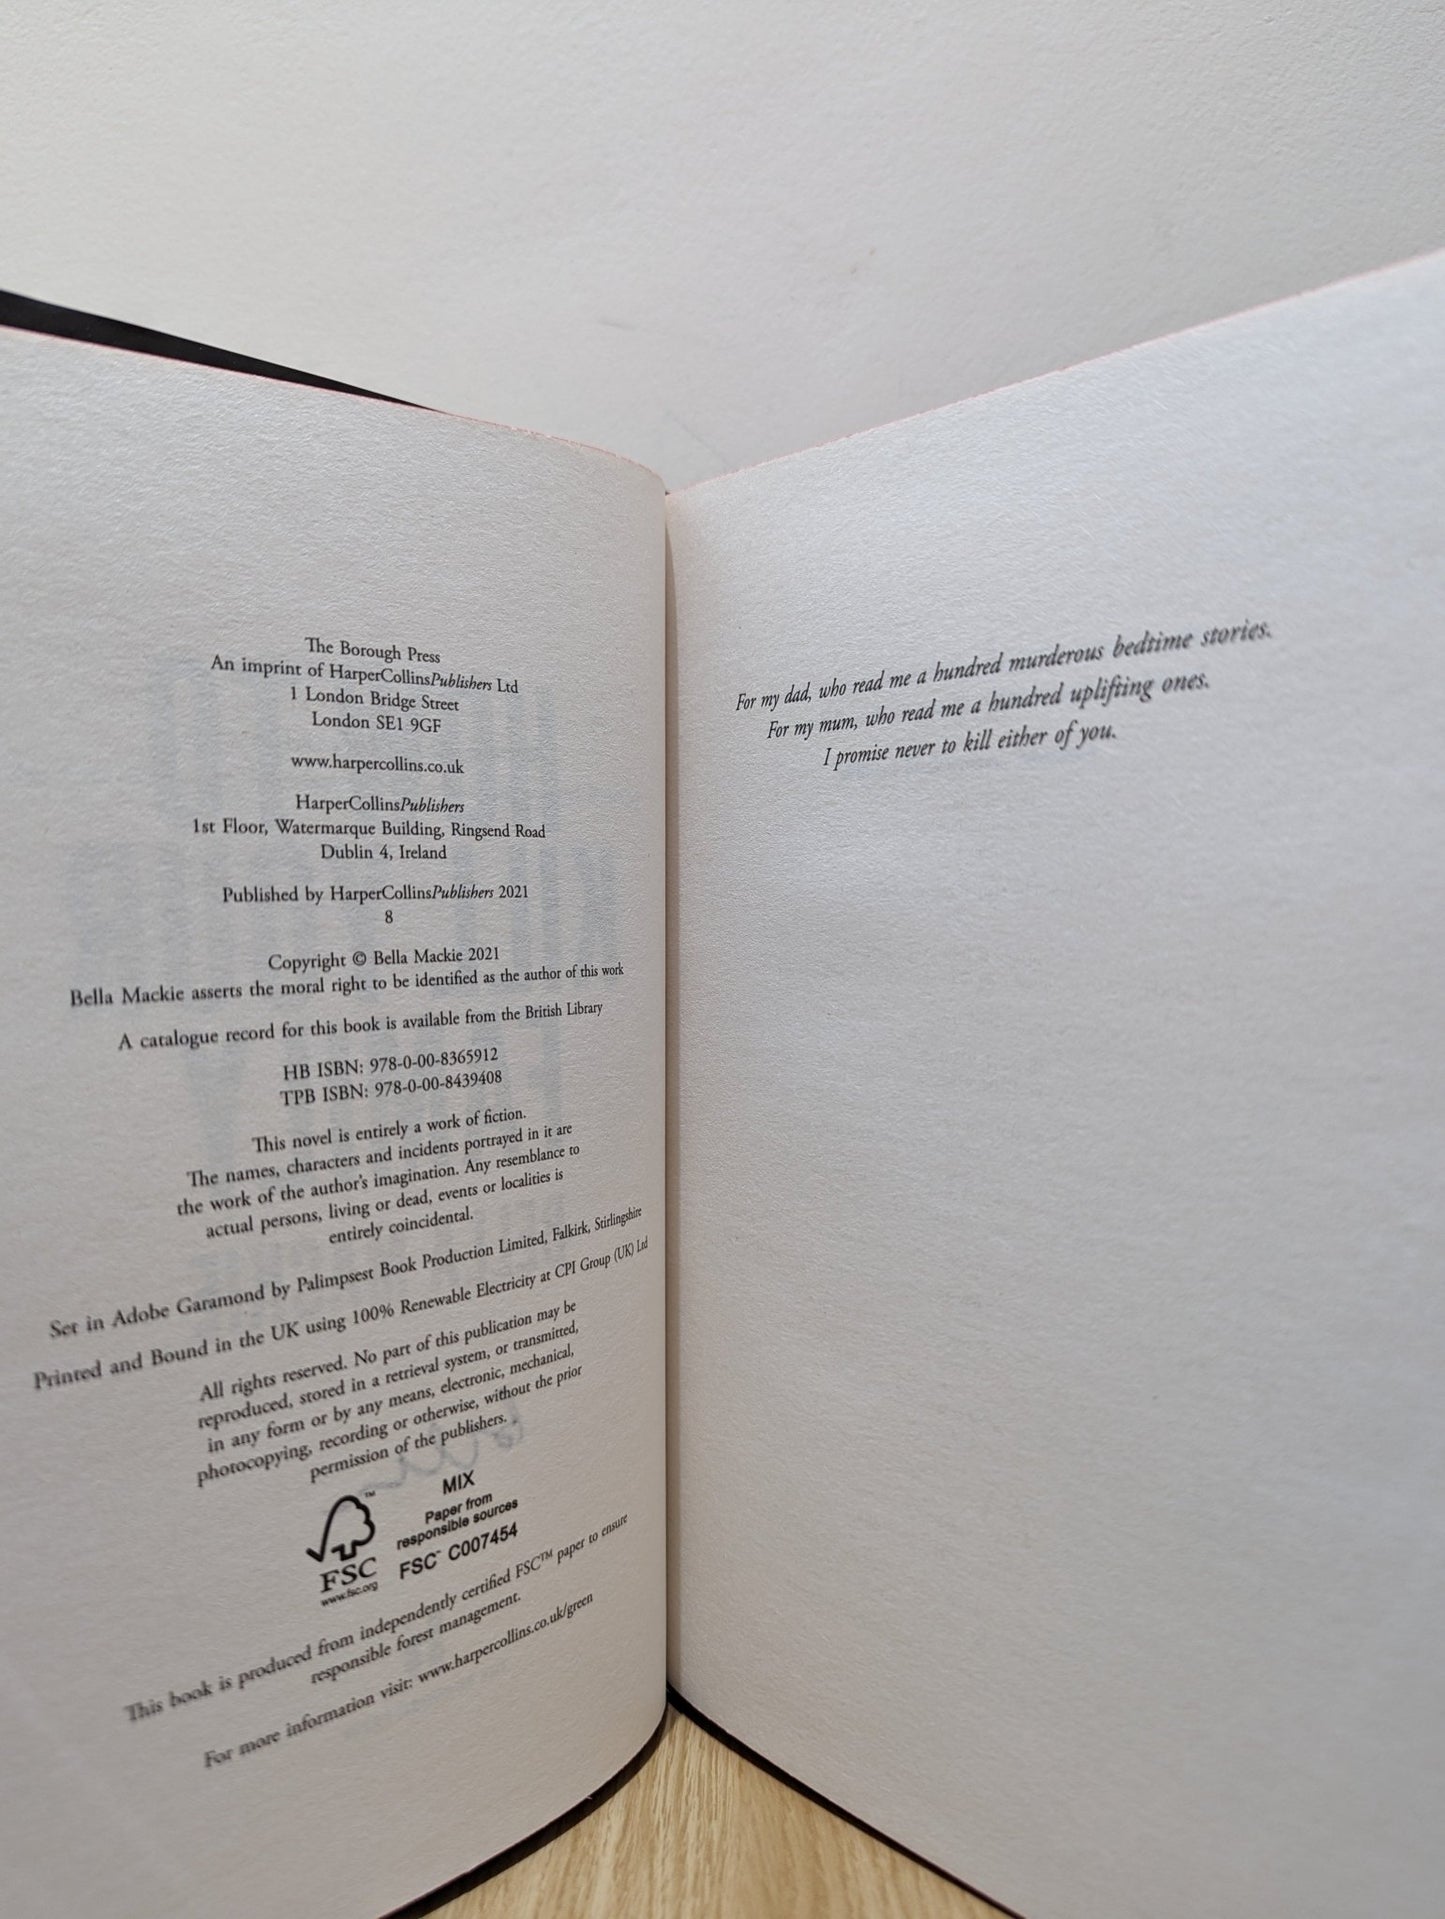 The Borough Press
An imprint of HarperCollinsPublishers Ltd
1 London Bridge Street
London SE1 9GF
www.harpercollins.co.uk
HarperCollinsPublishers
1st Floor, Watermarque Building, Ringsend Road
Dublin 4, Ireland
Published by HarperCollinsPublishers 2021
8
Copyright © Bella Mackie 2021
Bella Mackie asserts the moral right to be identified as the author of this work
A catalogue record for this book is available from the British Library
HB ISBN: 978-0-00-8365912
TPB ISBN: 978-0-00-8439408
This novel is entirely a work of fiction.
The names, characters and incidents portrayed in it are
the work of the author's imagination. Any resemblance to
actual persons, living or dead, events or localities is
entirely coincidental.
Set in Adobe Garamond by Palimpsest Book Production Limited, Falkirk, Stirlingshire
Printed and Bound in the UK using 100% Renewable Electricity at CPI Group (UK) Ltd
All rights reserved. No part of this publication may be
reproduced, stored in a retrieval system, or transmitted,
in any form or by any means, electronic, mechanical,
photocopying, recording or otherwise, without the prior
permission of the publishers.
FSC
www.fsc.org
MIX
Paper from
responsible sources
FSC™ C007454
This book is produced from independently certified FSC™ paper to ensure
responsible forest management.
For more information visit: www.harpercollins.co.uk/green
For my dad, who read me a hundred murderous bedtime stories.
For my mum, who read me a hundred uplifting ones.
I promise never to kill either of you.